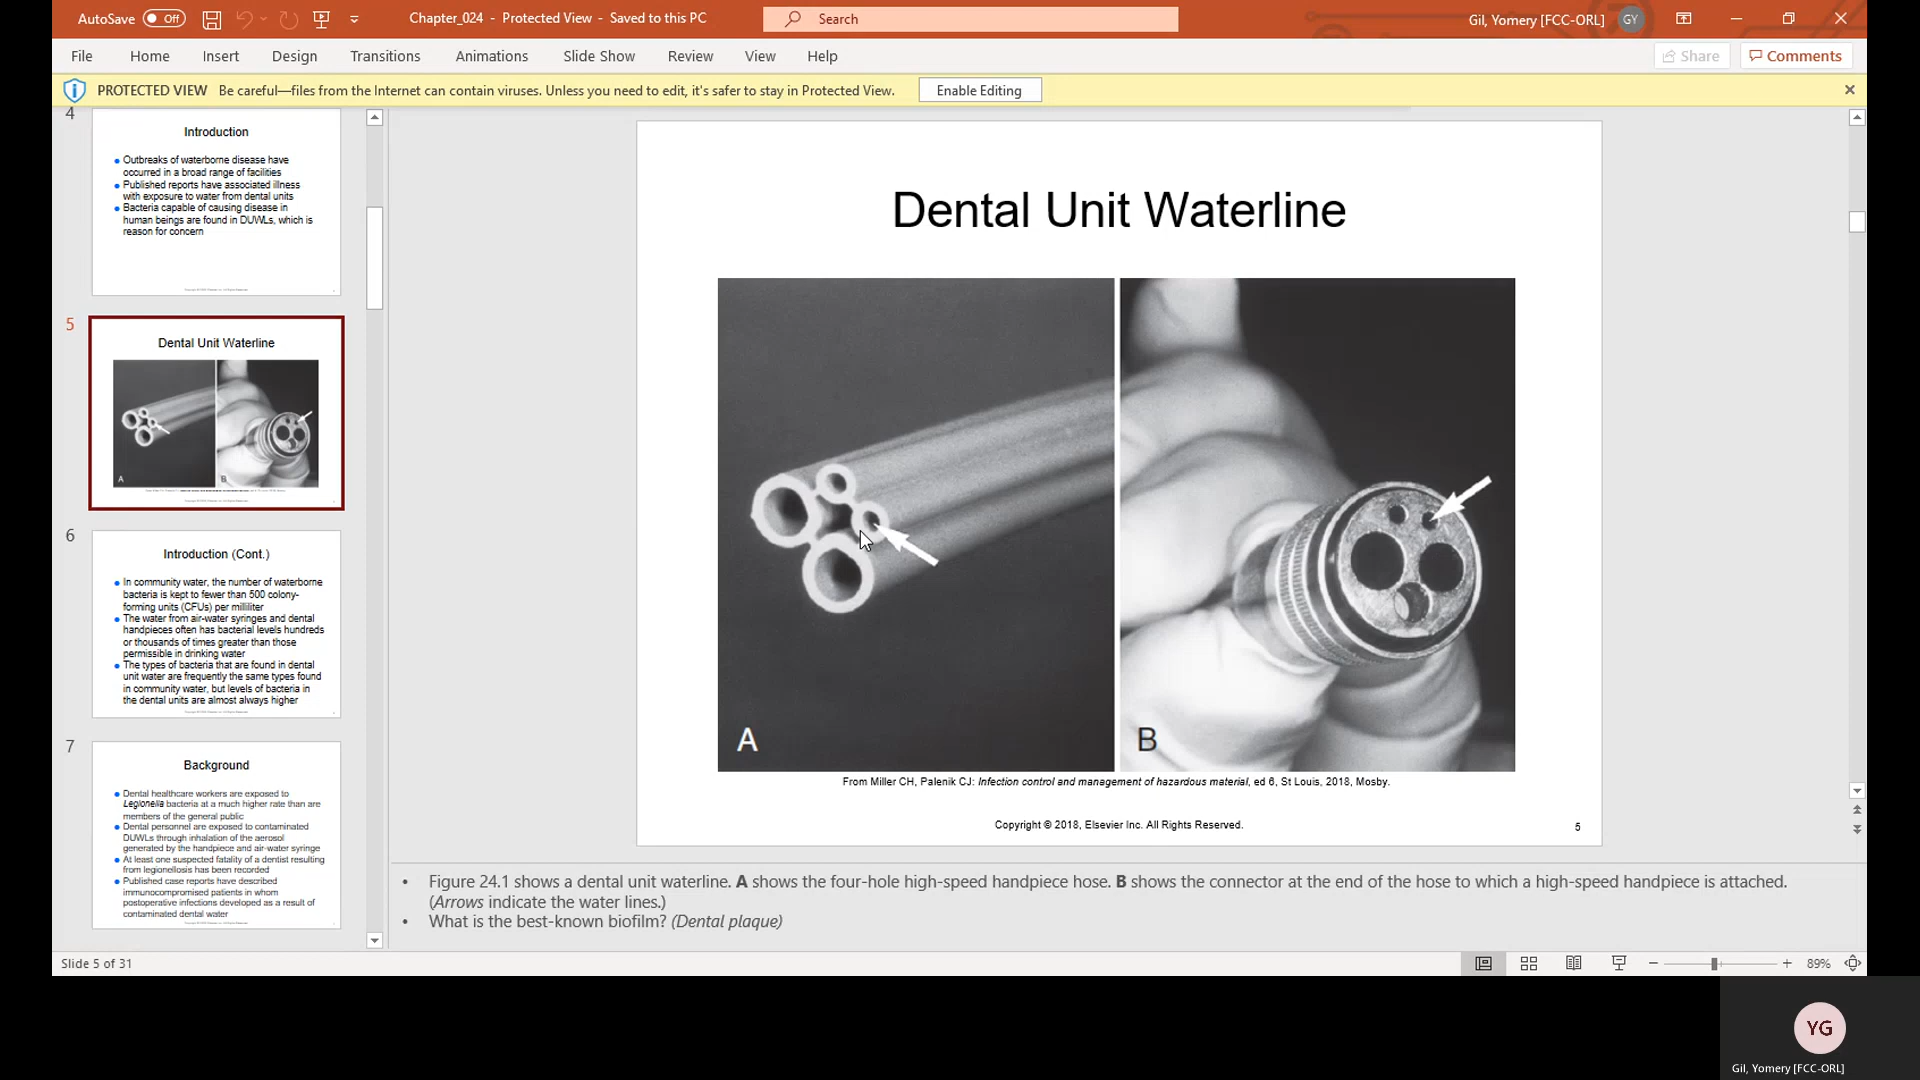 AutoSave Off
Chapter_024 - Protected View - Saved to this PC
Search
Gil, Yomery [FCC-ORL] GY
File Home Insert Design Transitions Animations Slide Show Review View Help
Share Comments
PROTECTED VIEW Be careful—files from the Internet can contain viruses. Unless you need to edit, it's safer to stay in Protected View. Enable Editing
4
Introduction
Outbreaks of waterborne disease have
occurred in a broad range of facilities
Published reports have associated illness
with exposure to water from dental units
Bacteria capable of causing disease in
human beings are found in DUWLs, which is
reason for concern
5
Dental Unit Waterline
A B
6
Introduction (Cont.)
In community water, the number of waterborne
bacteria is kept to fewer than 500 colony-
forming units (CFUs) per milliliter
The water from air-water syringes and dental
handpieces often has bacterial levels hundreds
or thousands of times greater than those
permissible in drinking water
The types of bacteria that are found in dental
unit water are frequently the same types found
in community water, but levels of bacteria in
the dental units are almost always higher
7
Background
Dental healthcare workers are exposed to
Legionella bacteria at a much higher rate than are
members of the general public
Dental personnel are exposed to contaminated
DUWLs through inhalation of the aerosol
generated by the handpiece and air-water syringe
At least one suspected fatality of a dentist resulting
from legionellosis has been recorded
Published case reports have described
immunocompromised patients in whom
postoperative infections developed as a result of
contaminated dental water
Dental Unit Waterline
A B
From Miller CH, Palenik CJ: Infection control and management of hazardous material, ed 6, St Louis, 2018, Mosby.
Copyright © 2018, Elsevier Inc. All Rights Reserved.
5
• Figure 24.1 shows a dental unit waterline. A shows the four-hole high-speed handpiece hose. B shows the connector at the end of the hose to which a high-speed handpiece is attached.
(Arrows indicate the water lines.)
• What is the best-known biofilm? (Dental plaque)
Slide 5 of 31
89%
YG
Gil, Yomery [FCC-ORL]